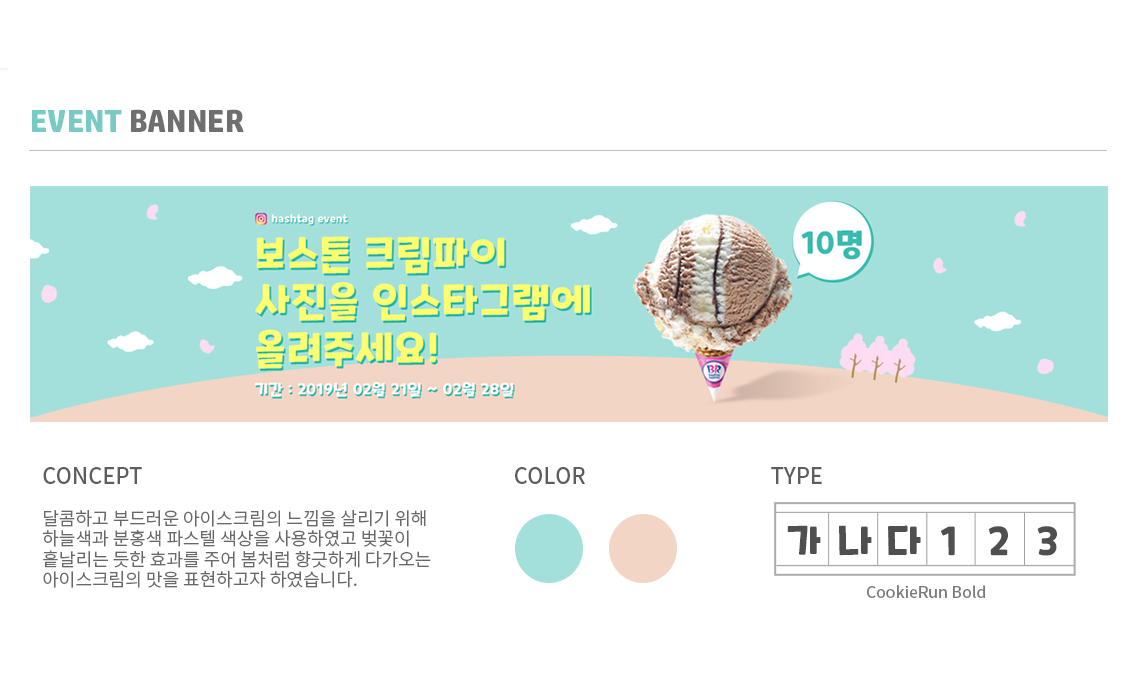 EVENT BANNER
hashtag event
보스톤 크림파이
사진을 인스타그램에
올려주세요!
기간 : 2019년 02월 21일 ~ 02월 28일
10명
BR
CONCEPT
달콤하고 부드러운 아이스크림의 느낌을 살리기 위해
하늘색과 분홍색 파스텔 색상을 사용하였고 벚꽃이
흩날리는 듯한 효과를 주어 봄처럼 향긋하게 다가오는
아이스크림의 맛을 표현하고자 하였습니다.
COLOR
TYPE
가 나 다 1 2 3
CookieRun Bold